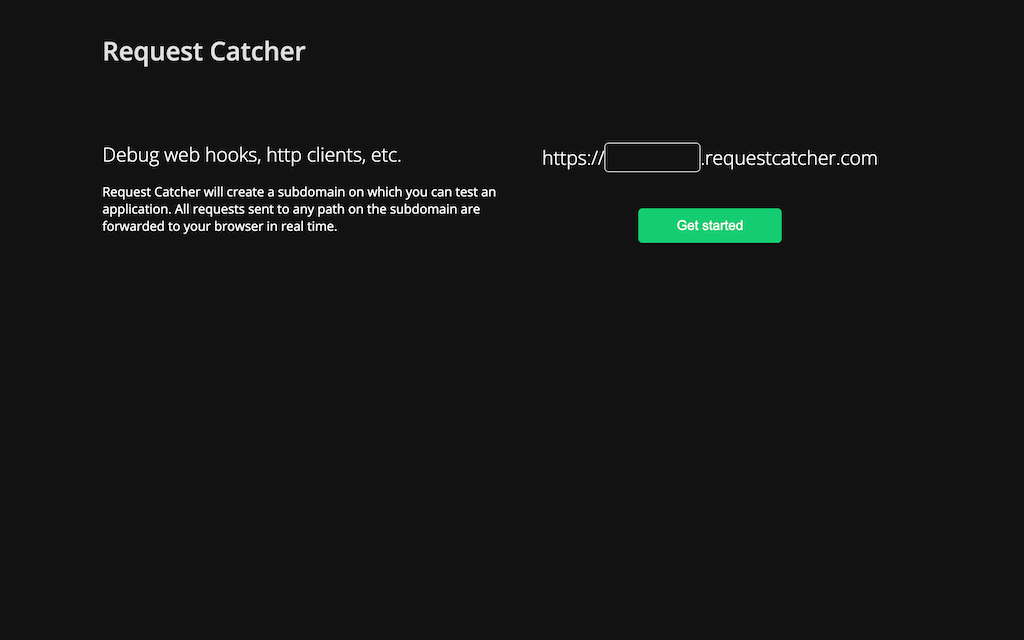 Request Catcher
Debug web hooks, http clients, etc.
https:// .requestcatcher.com
Request Catcher will create a subdomain on which you can test an
application. All requests sent to any path on the subdomain are
forwarded to your browser in real time.
Get started